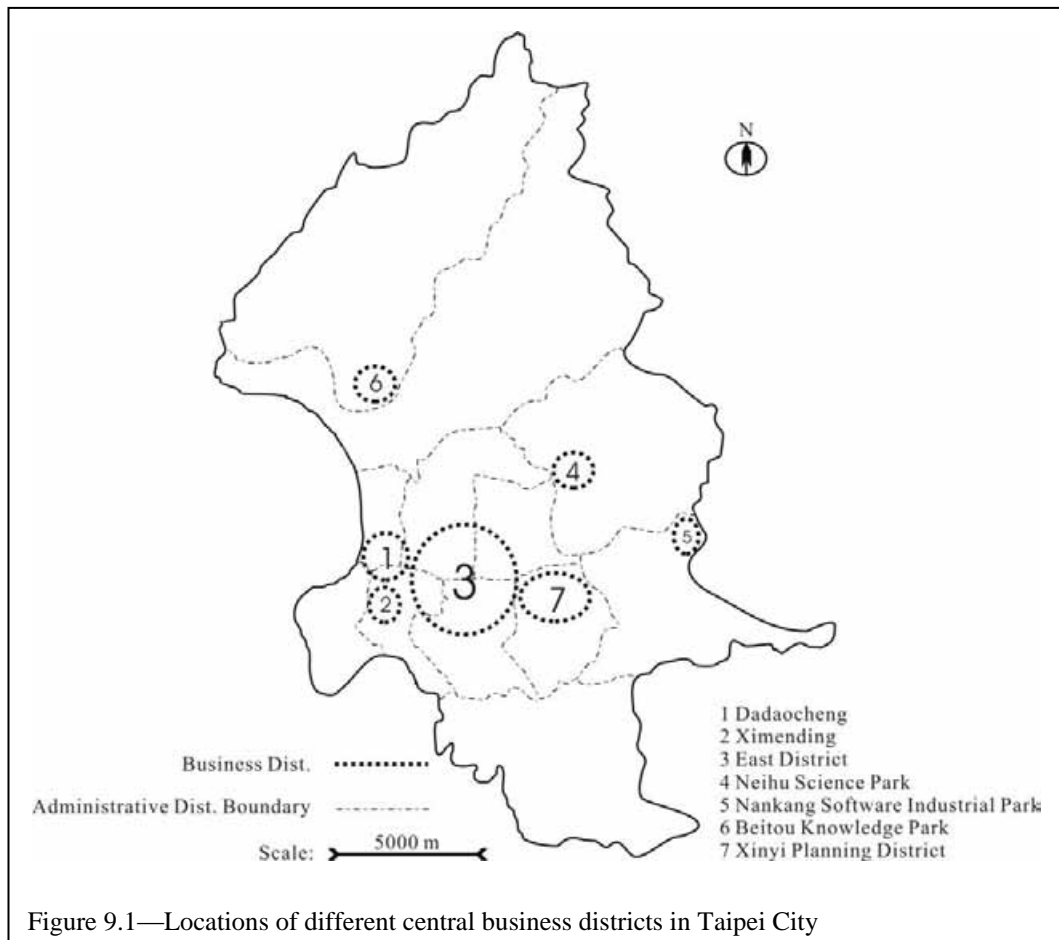 N
6
4
5
1
3
2
7
1 Dadaocheng
2 Ximending
3 East District
4 Neihu Science Park
5 Nankang Software Industrial Park
6 Beitou Knowledge Park
7 Xinyi Planning District
Business Dist.
Administrative Dist. Boundary
Scale: 5000 m
Figure 9.1—Locations of different central business districts in Taipei City